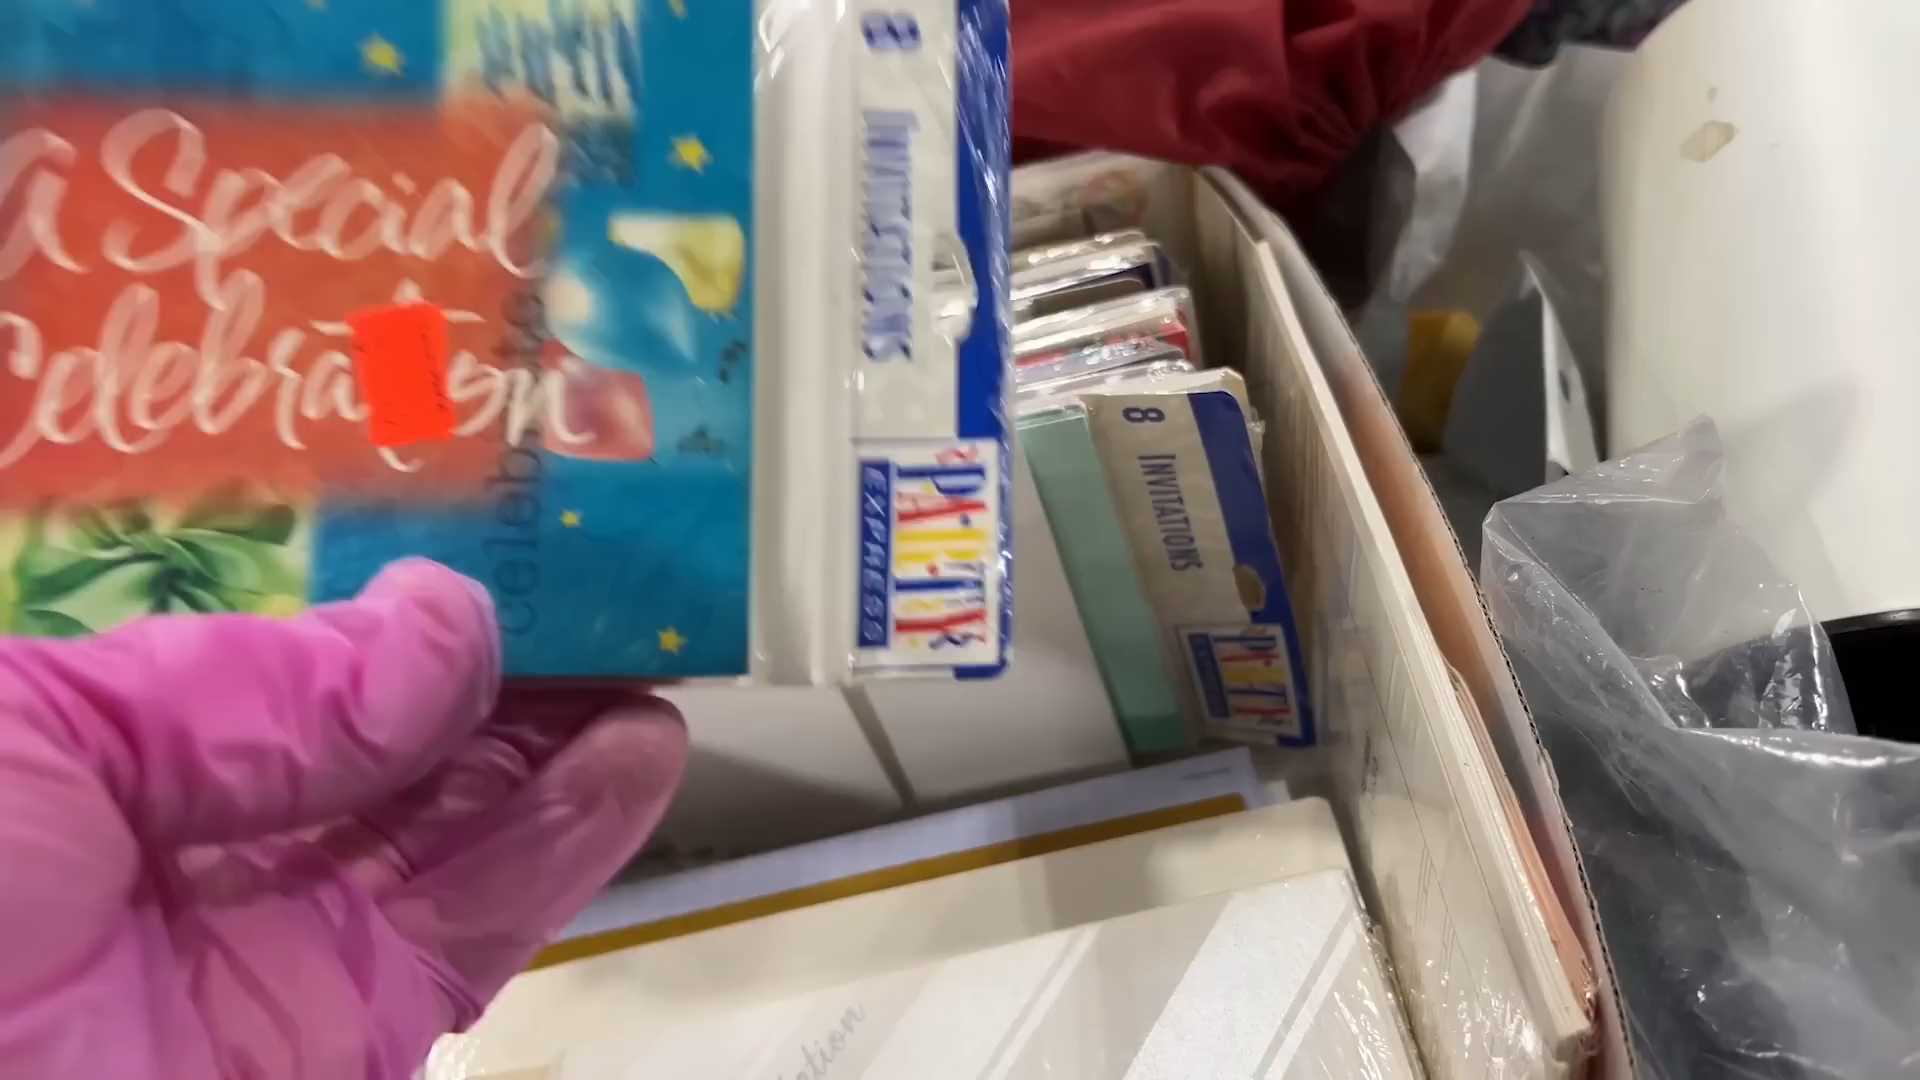 A Special
Celebration
celebrate
8 INVITATIONS
PARTY
EXPRESS
8 INVITATIONS
PARTY